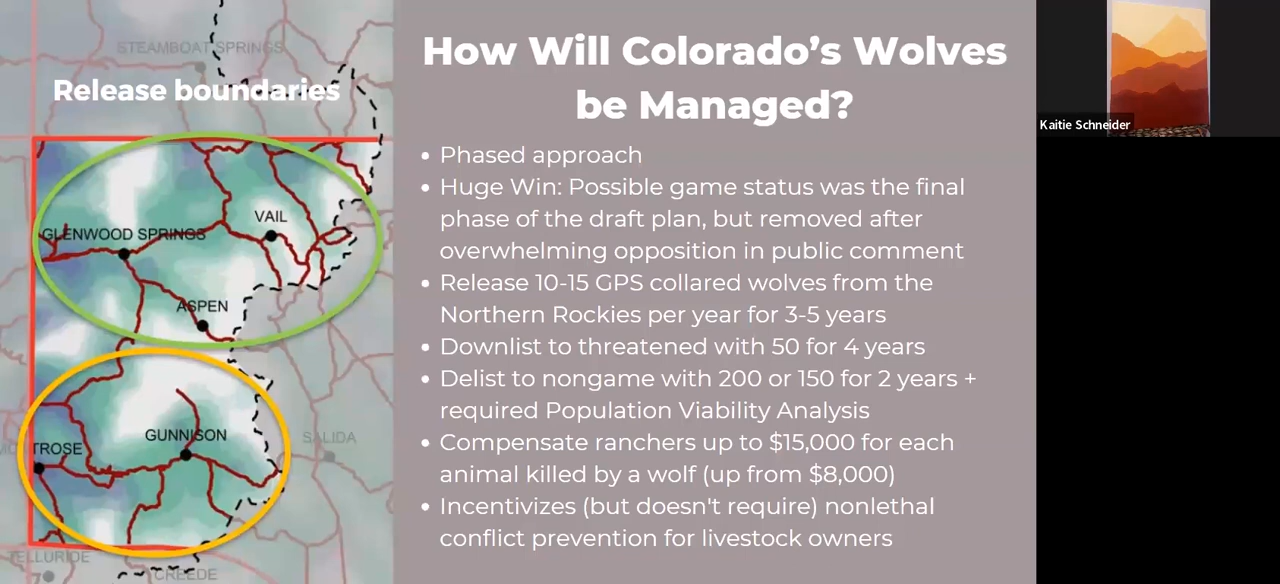 STEAMBOAT SPRINGS
Release boundaries
VAIL
GLENWOOD SPRINGS
ASPEN
GUNNISON
SALIDA
TROSE
TELLURIDE
CREEDE
How Will Colorado’s Wolves
be Managed?
• Phased approach
• Huge Win: Possible game status was the final
phase of the draft plan, but removed after
overwhelming opposition in public comment
• Release 10-15 GPS collared wolves from the
Northern Rockies per year for 3-5 years
• Downlist to threatened with 50 for 4 years
• Delist to nongame with 200 or 150 for 2 years +
required Population Viability Analysis
• Compensate ranchers up to $15,000 for each
animal killed by a wolf (up from $8,000)
• Incentivizes (but doesn't require) nonlethal
conflict prevention for livestock owners
Kaitie Schneider